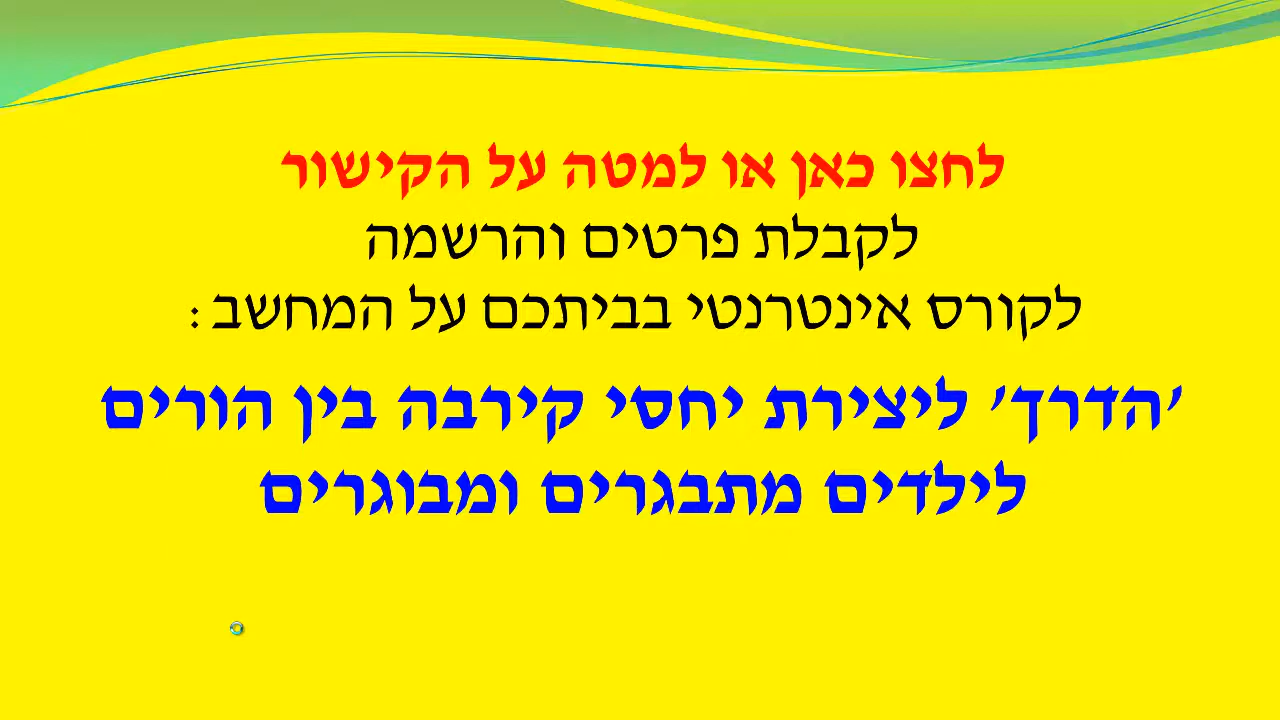 לחצו כאן או למטה על הקישור
לקבלת פרטים והרשמה
לקורס אינטרנטי בביתכם על המחשב :
'הדרך' ליצירת יחסי קירבה בין הורים
לילדים מתבגרים ומבוגרים